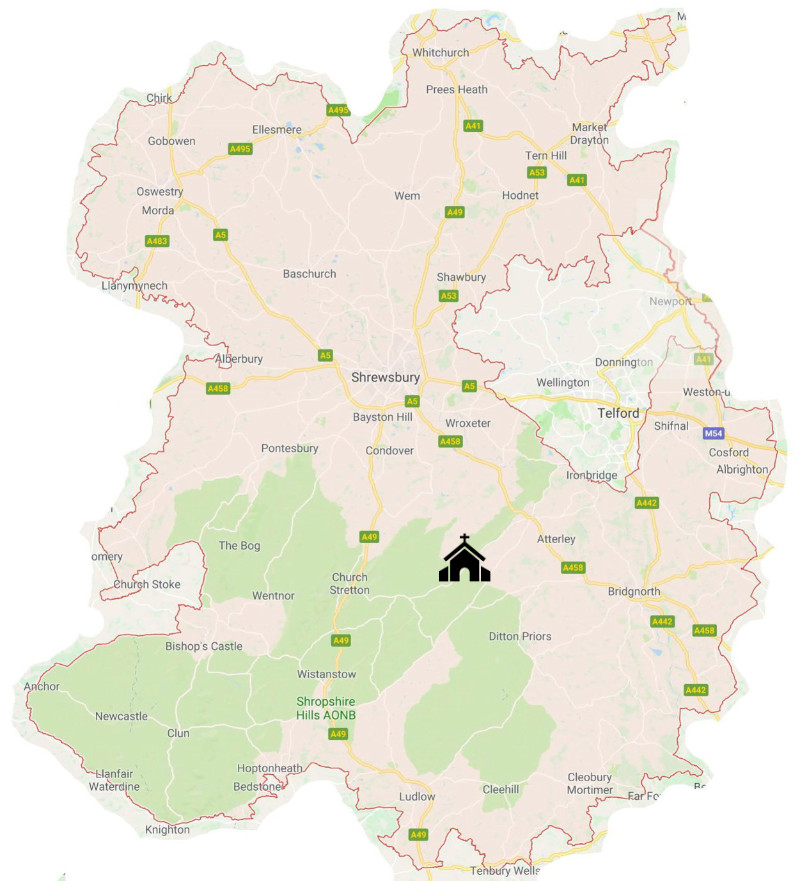 M
Whitchurch
Prees Heath
Chirk
A495
A41
Ellesmere
Market
Drayton
Gobowen
A495
Tern Hill
A53
A41
Oswestry
Wem
Hodnet
Morda
A49
A483
A5
Baschurch
Shawbury
Llanymynech
A53
Newport
Alberbury
A5
A41
Donnington
Shrewsbury
Wellington
A458
A5
Weston-u
A5
Telford
Bayston Hill
Wroxeter
Shifnal
M54
A458
Pontesbury
Condover
Cosford
Albrighton
Ironbridge
A442
A49
Atterley
The Bog
omery
A458
Church Stoke
Church
Stretton
Wentnor
Bridgnorth
A442
A458
Ditton Priors
A49
Bishop's Castle
Wistanstow
Anchor
A442
Shropshire
Hills AONB
Newcastle
Clun
A49
Hoptonheath
Llanfair
Waterdine
Bedstone
Cleobury
Mortimer
Cleehill
Ludlow
Far Fo
Knighton
A49
Tenbury Wells